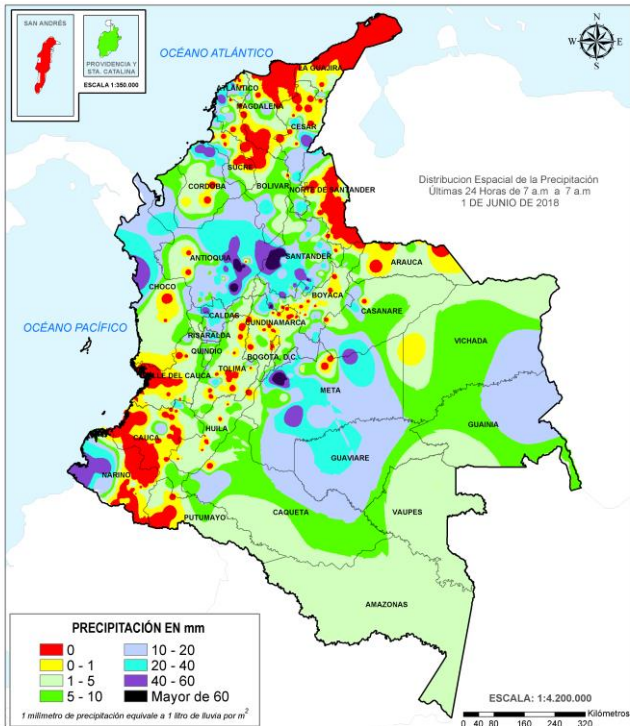 SAN ANDRÉS
PROVIDENCIA Y
STA. CATALINA
ESCALA 1:350.000
OCÉANO ATLÁNTICO
N
W E
S
LA GUAJIRA
ATLÁNTICO
MAGDALENA
CESAR
SUCRE
CORDOBA
BOLIVAR
NORTE DE SANTANDER
Distribucion Espacial de la Precipitación
Últimas 24 Horas de 7 a.m a 7 a.m
1 DE JUNIO DE 2018
ANTIOQUIA
SANTANDER
ARAUCA
CHOCO
BOYACA
CALDAS
CASANARE
OCÉANO PACÍFICO
CUNDINAMARCA
RISARALDA
VICHADA
QUINDIO
BOGOTA, D.C.
TOLIMA
VALLE DEL CAUCA
META
GUAINIA
HUILA
CAUCA
GUAVIARE
NARIÑO
PUTUMAYO
CAQUETA
VAUPES
AMAZONAS
PRECIPITACIÓN EN mm
0
0 - 1
1 - 5
5 - 10
10 - 20
20 - 40
40 - 60
Mayor de 60
1 milimetro de precipitación equivale a 1 litro de lluvia por m²
ESCALA: 1:4.200.000
Kilómetros
0 40 80 160 240 320